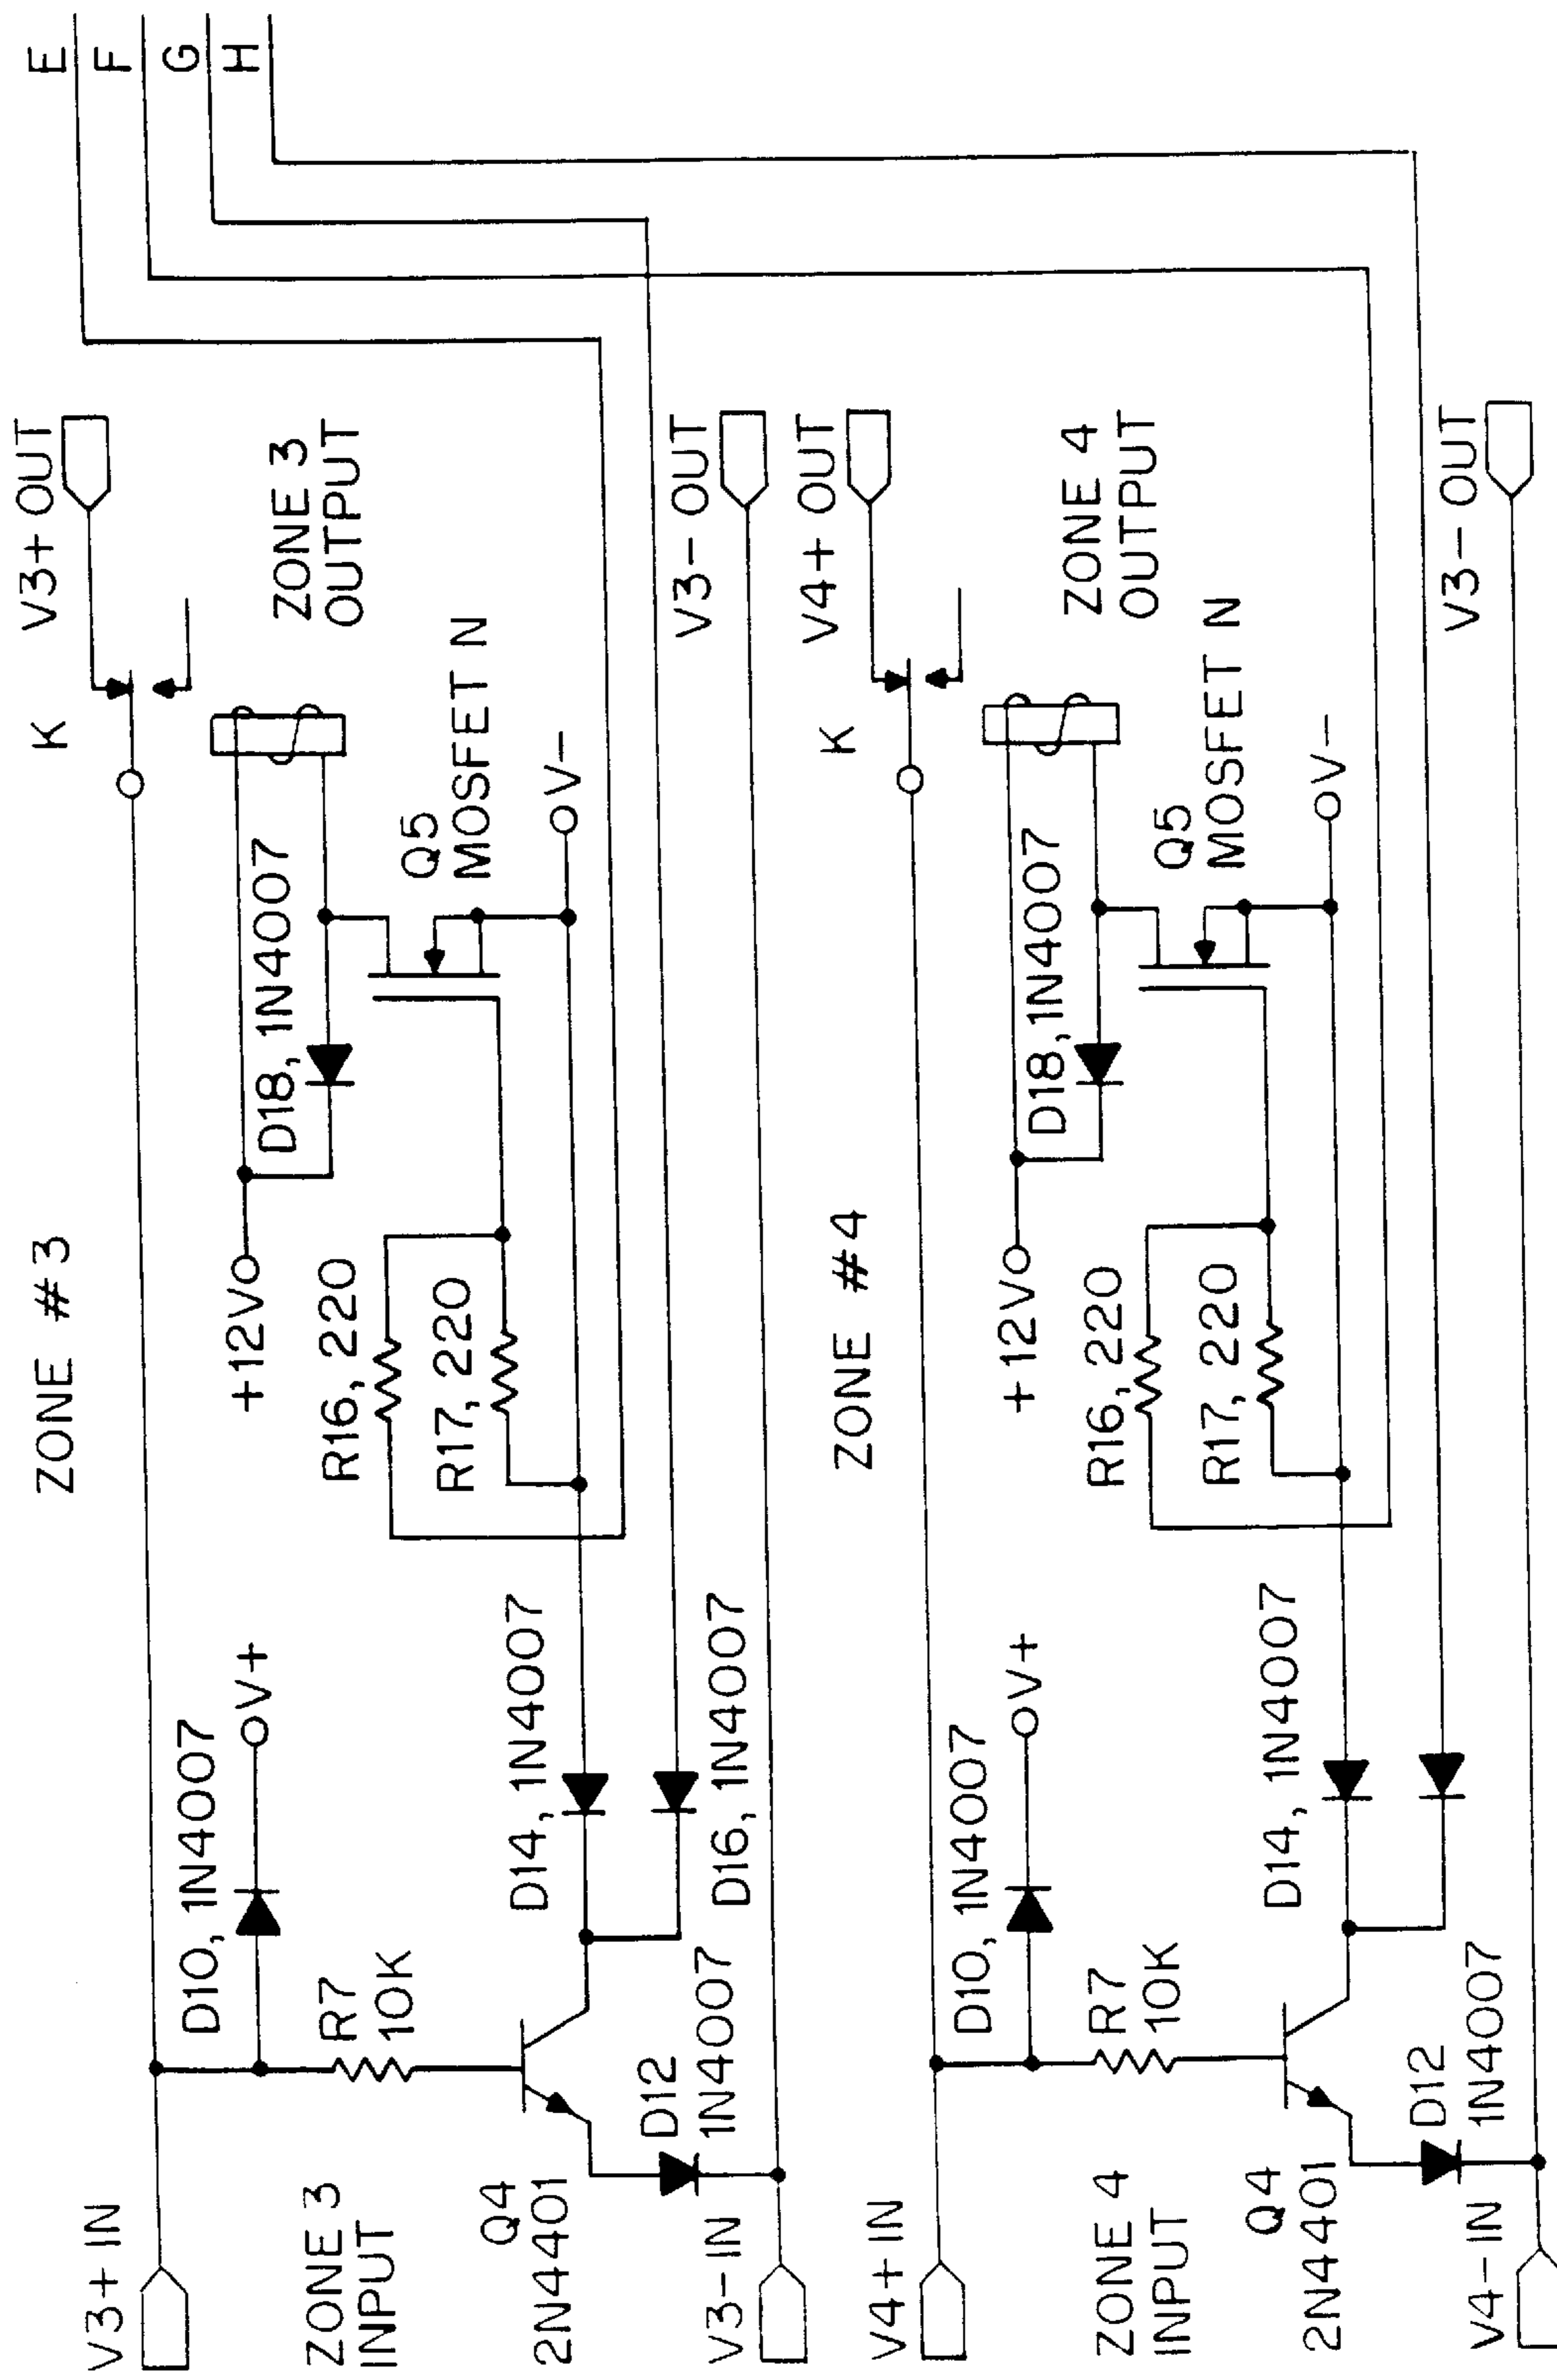 E
F
G
H
ZONE #3
V3+ IN
V3+ OUT
K
D10, 1N4007
V+
+12V
D18, 1N4007
ZONE 3
OUTPUT
ZONE 3
INPUT
R7
10K
R16, 220
R17, 220
Q5
MOSFET N
V-
Q4
2N4401
D14, 1N4007
D12
1N4007
D16, 1N4007
V3- IN
V3- OUT
ZONE #4
V4+ IN
V4+ OUT
K
D10, 1N4007
V+
+12V
D18, 1N4007
ZONE 4
OUTPUT
ZONE 4
INPUT
R7
10K
R16, 220
R17, 220
Q5
MOSFET N
V-
Q4
2N4401
D14, 1N4007
D12
1N4007
V4- IN
V3- OUT